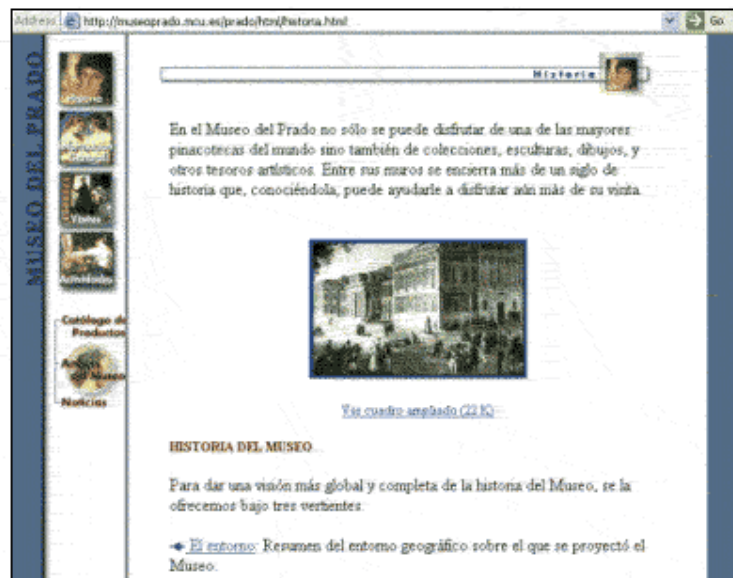 Address http://museoprado.mcu.es/prado/html/historia.html Go
MUSEO DEL PRADO
Historia
Visitas
Actividades
Catálogo de
Productos
del Museo
Noticias
En el Museo del Prado no sólo se puede disfrutar de una de las mayores
pinacotecas del mundo sino también de colecciones, esculturas, dibujos, y
otros tesoros artísticos. Entre sus muros se encierra más de un siglo de
historia que, conociéndola, puede ayudarle a disfrutar aún más de su visita.
Ver cuadro ampliado (22 K)
HISTORIA DEL MUSEO
Para dar una visión más global y completa de la historia del Museo, se la
ofrecemos bajo tres vertientes:
El entorno: Resumen del entorno geográfico sobre el que se proyectó el
Museo.